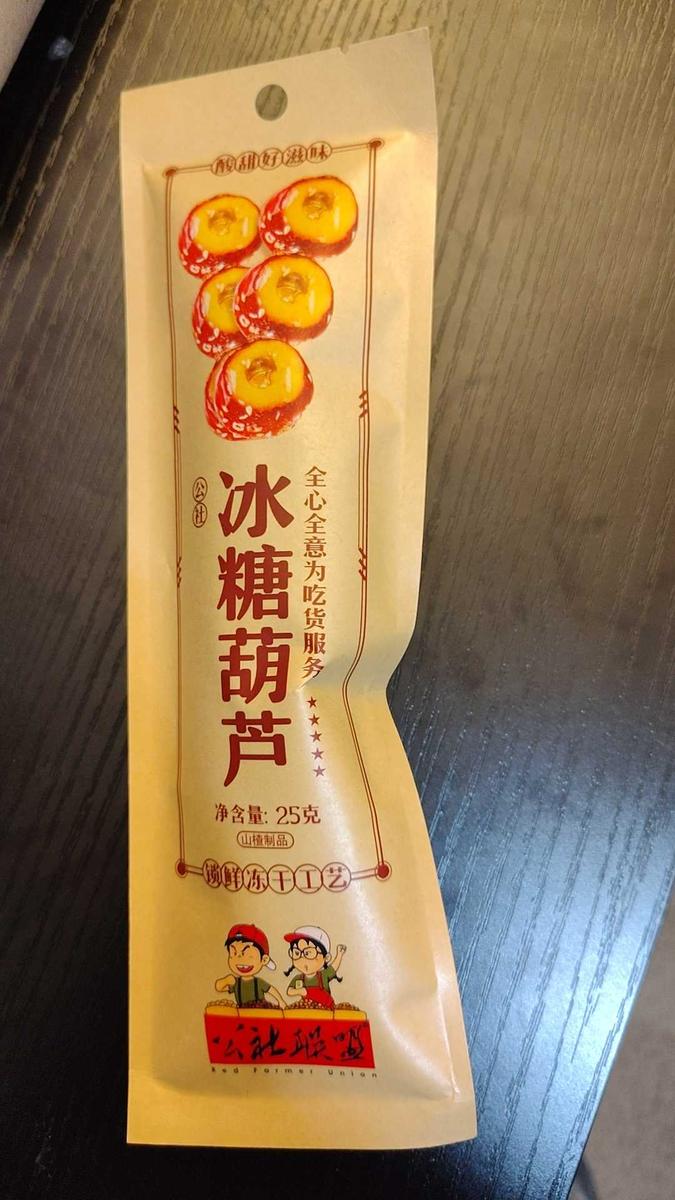 酸甜好滋味
全心全意为吃货服务
公社
冰糖葫芦
净含量: 25克
山楂制品
锁鲜冻干工艺
公社联盟
Red Farmer Union